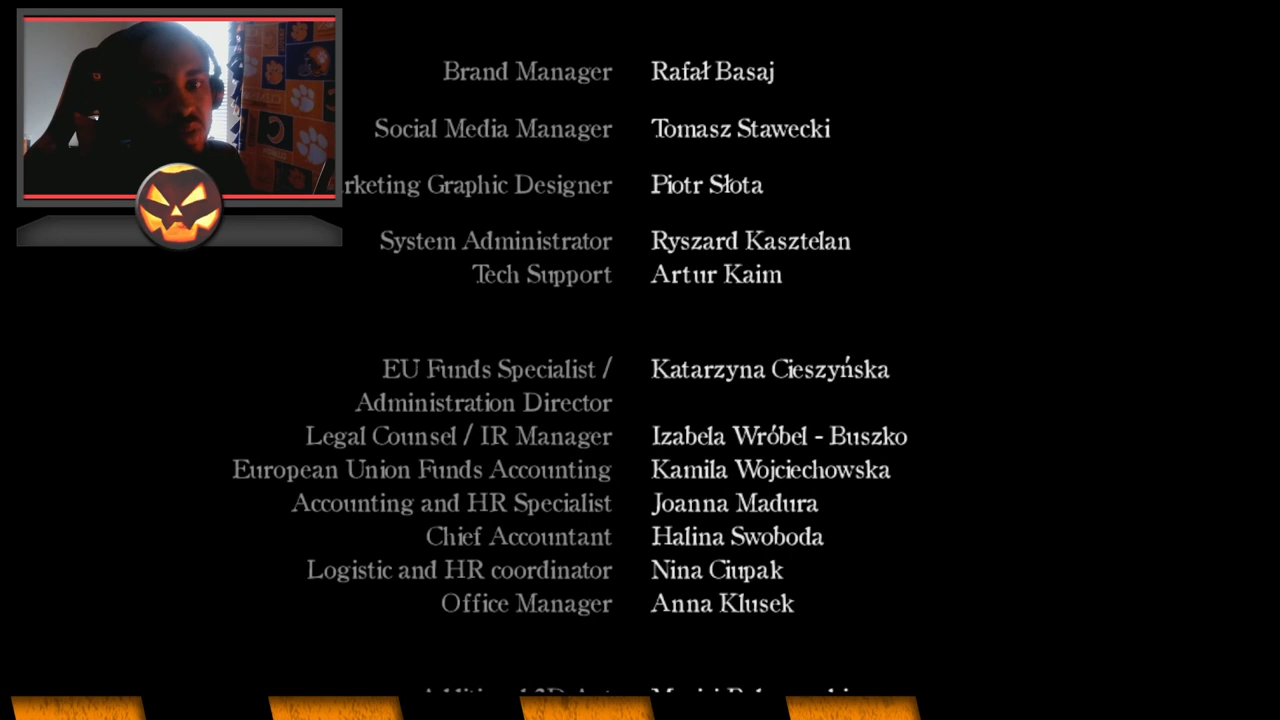 Brand Manager Rafał Basaj
Social Media Manager Tomasz Stawecki
Graphic Designer Piotr Słota
System Administrator Ryszard Kasztelan
Tech Support Artur Kaim
EU Funds Specialist / Katarzyna Cieszyńska
Administration Director
Legal Counsel / IR Manager Izabela Wróbel - Buszko
European Union Funds Accounting Kamila Wojciechowska
Accounting and HR Specialist Joanna Madura
Chief Accountant Halina Swoboda
Logistic and HR coordinator Nina Ciupak
Office Manager Anna Klusek